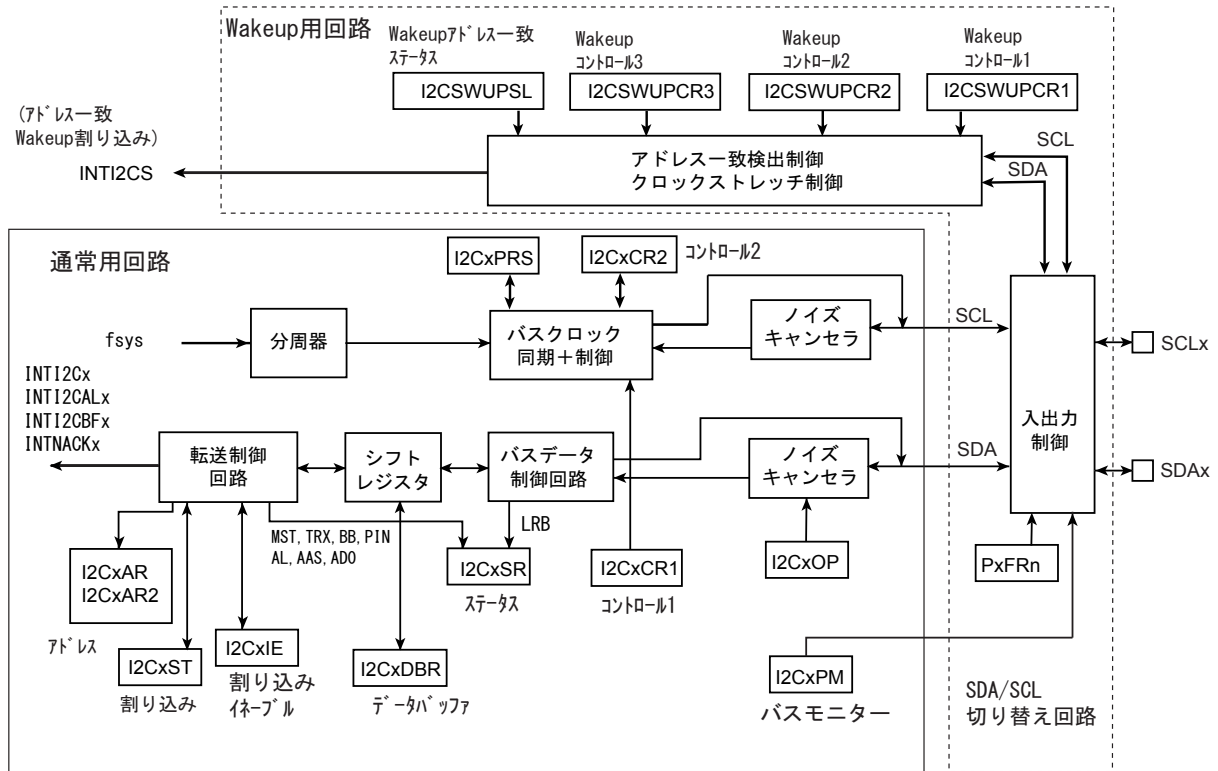 Wakeup用回路
Wakeupアドレス一致
ステータス
I2CSWUPSL
Wakeup
コントロール3
I2CSWUPCR3
Wakeup
コントロール2
I2CSWUPCR2
Wakeup
コントロール1
I2CSWUPCR1
(アドレス一致
Wakeup割り込み)
INTI2CS
アドレス一致検出制御
クロックストレッチ制御
SCL
SDA
通常用回路
I2CxPRS
I2CxCR2
コントロール2
fsys
分周器
バスクロック
同期+制御
ノイズ
キャンセラ
SCL
SCLx
INTI2Cx
INTI2CALx
INTI2CBFx
INTNACKx
転送制御
回路
シフト
レジスタ
バスデータ
制御回路
ノイズ
キャンセラ
SDA
入出力
制御
SDAx
MST, TRX, BB, PIN
AL, AAS, ADO
LRB
I2CxAR
I2CxAR2
アドレス
I2CxSR
ステータス
I2CxCR1
コントロール1
I2CxOP
PxFRn
I2CxST
割り込み
I2CxIE
割り込み
イネーブル
I2CxDBR
データバッファ
I2CxPM
バスモニター
SDA/SCL
切り替え回路